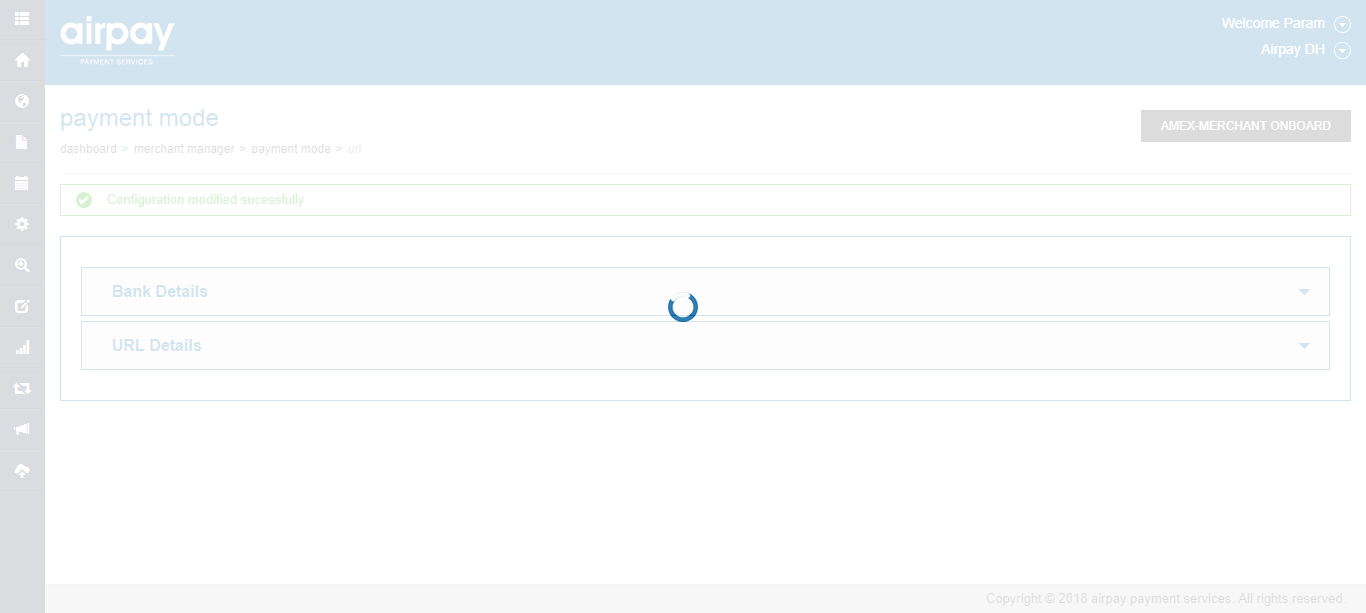 airpay
PAYMENT SERVICES
Welcome Param
Airpay DH
payment mode
AMEX-MERCHANT ONBOARD
dashboard > merchant manager > payment mode > url
Configuration modified sucessfully
Bank Details
URL Details
Copyright © 2018 airpay payment services. All rights reserved.